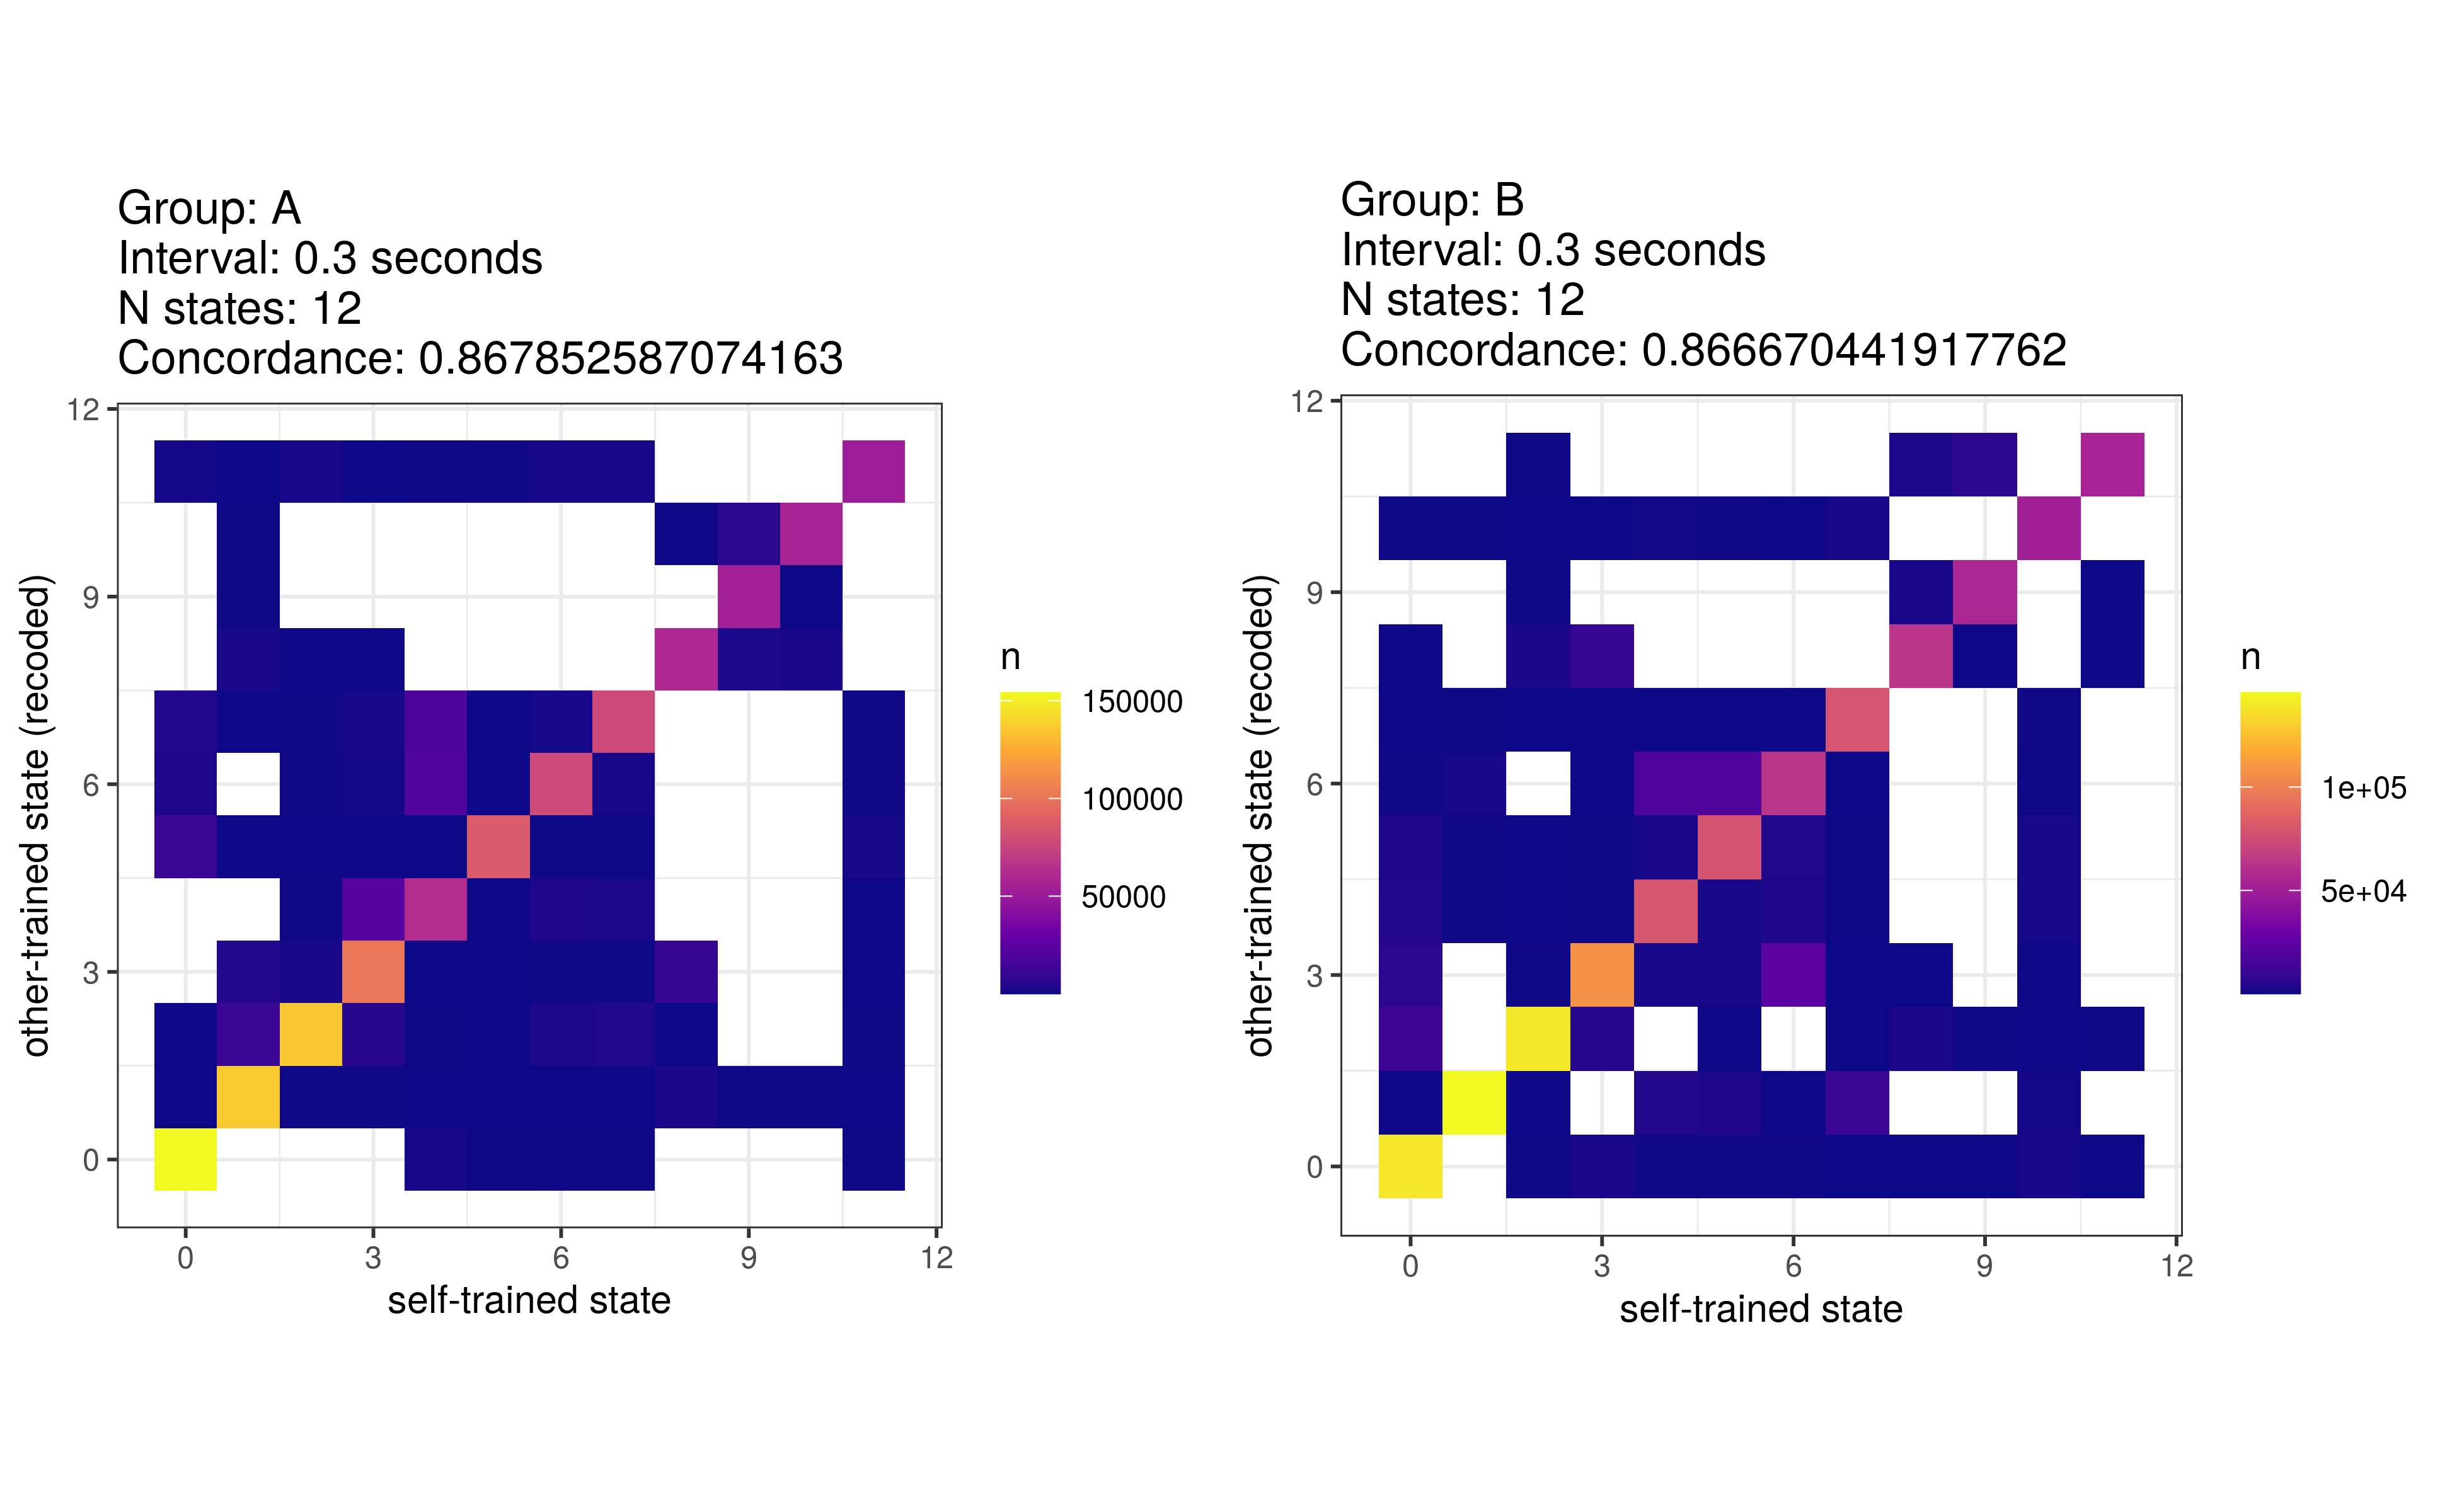 Group: A
Interval: 0.3 seconds
N states: 12
Concordance: 0.867852587074163
12
9
6
3
0
other-trained state (recoded)
0 3 6 9 12
self-trained state
n
150000
100000
50000
Group: B
Interval: 0.3 seconds
N states: 12
Concordance: 0.866670441917762
12
9
6
3
0
other-trained state (recoded)
0 3 6 9 12
self-trained state
n
1e+05
5e+04